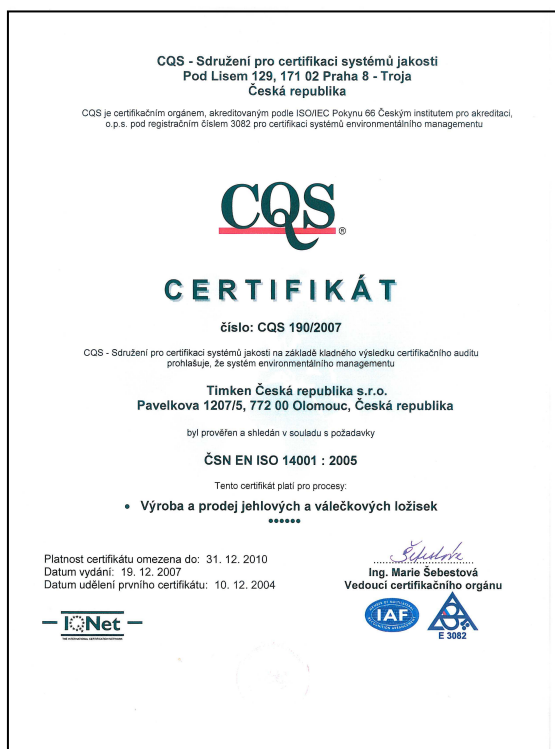 CQS - Sdružení pro certifikaci systémů jakosti
Pod Lisem 129, 171 02 Praha 8 - Troja
Česká republika
CQS je certifikačním orgánem, akreditovaným podle ISO/IEC Pokynu 66 Českým institutem pro akreditaci,
o.p.s. pod registračním číslem 3082 pro certifikaci systémů environmentálního managementu
CQS ®
CERTIFIKÁT
číslo: CQS 190/2007
CQS - Sdružení pro certifikaci systémů jakosti na základě kladného výsledku certifikačního auditu
prohlašuje, že systém environmentálního managementu
Timken Česká republika s.r.o.
Pavelkova 1207/5, 772 00 Olomouc, Česká republika
byl prověřen a shledán v souladu s požadavky
ČSN EN ISO 14001 : 2005
Tento certifikát platí pro procesy:
• Výroba a prodej jehlových a válečkových ložisek
••••••
Platnost certifikátu omezena do: 31. 12. 2010
Datum vydání: 19. 12. 2007
Datum udělení prvního certifikátu: 10. 12. 2004
Šebestová
Ing. Marie Šebestová
Vedoucí certifikačního orgánu
IQNet
THE INTERNATIONAL CERTIFICATION NETWORK
IAF
E 3082